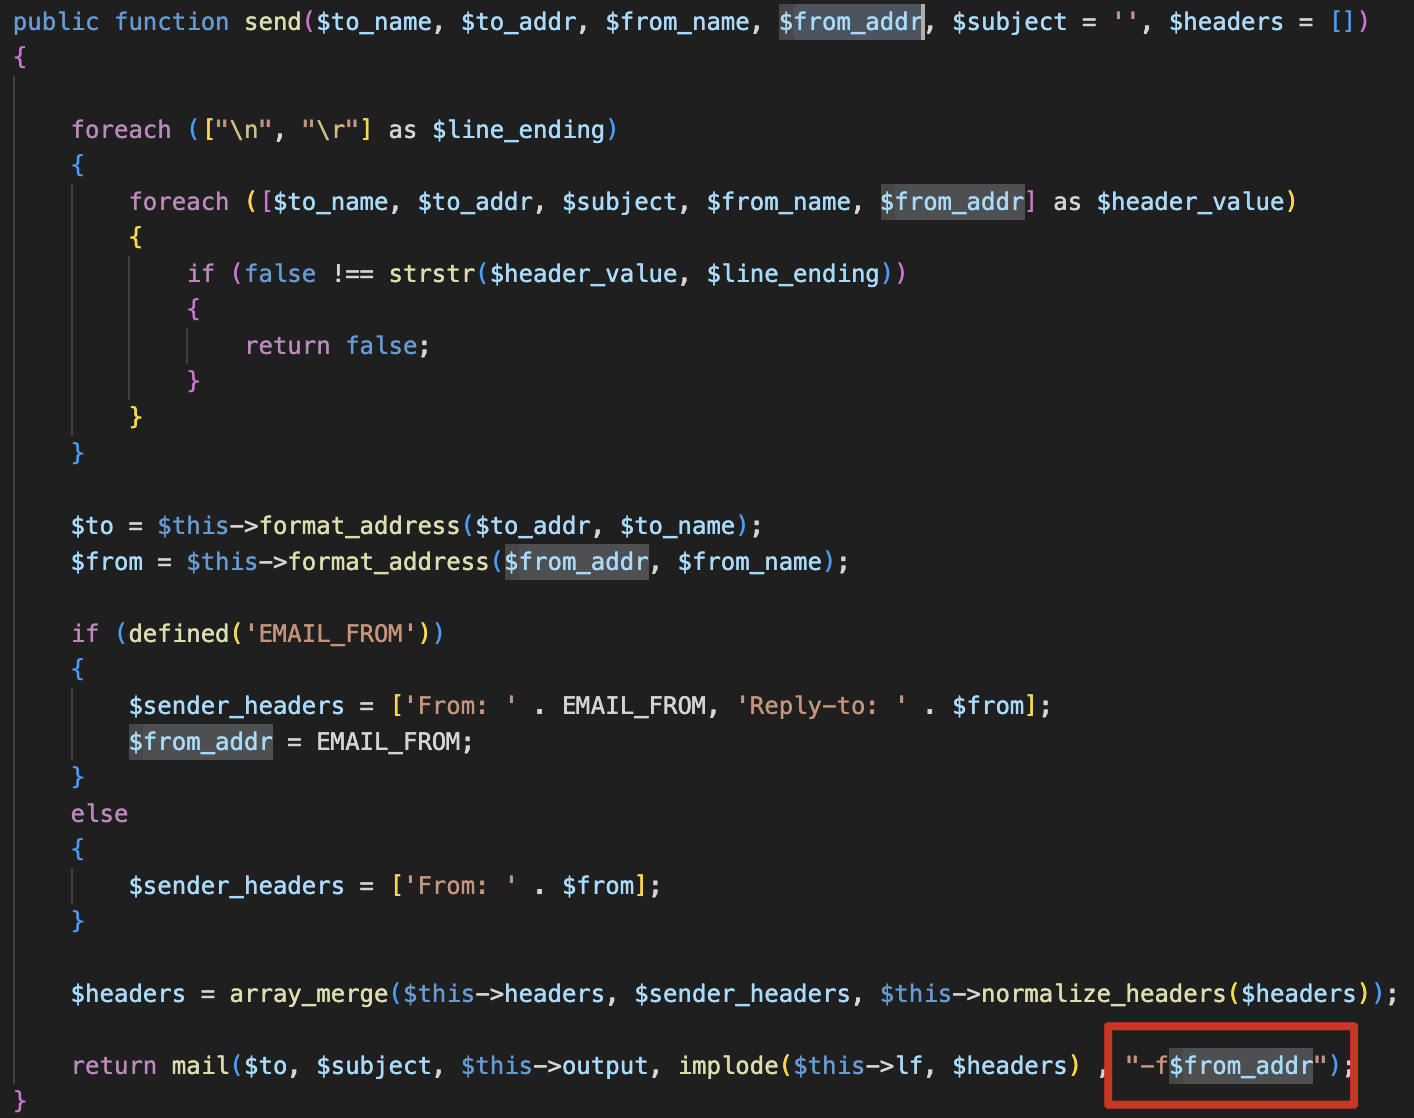 public function send($to_name, $to_addr, $from_name, $from_addr, $subject = '', $headers = [])
{
foreach (["\n", "\r"] as $line_ending)
{
foreach ([$to_name, $to_addr, $subject, $from_name, $from_addr] as $header_value)
{
if (false !== strstr($header_value, $line_ending))
{
return false;
}
}
}
$to = $this->format_address($to_addr, $to_name);
$from = $this->format_address($from_addr, $from_name);
if (defined('EMAIL_FROM'))
{
$sender_headers = ['From: ' . EMAIL_FROM, 'Reply-to: ' . $from];
$from_addr = EMAIL_FROM;
}
else
{
$sender_headers = ['From: ' . $from];
}
$headers = array_merge($this->headers, $sender_headers, $this->normalize_headers($headers));
return mail($to, $subject, $this->output, implode($this->lf, $headers) , "-f$from_addr");
}